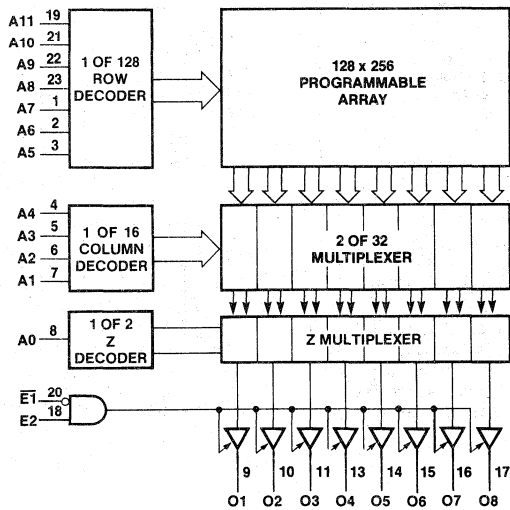 A11 19
A10 21
A9 22
A8 23
A7 1
A6 2
A5 3
1 OF 128
ROW
DECODER
128 x 256
PROGRAMMABLE
ARRAY
A4 4
A3 5
A2 6
A1 7
1 OF 16
COLUMN
DECODER
2 OF 32
MULTIPLEXER
A0 8
1 OF 2
Z
DECODER
Z MULTIPLEXER
E1 20
E2 18
9 10 11 13 14 15 16 17
O1 O2 O3 O4 O5 O6 O7 O8